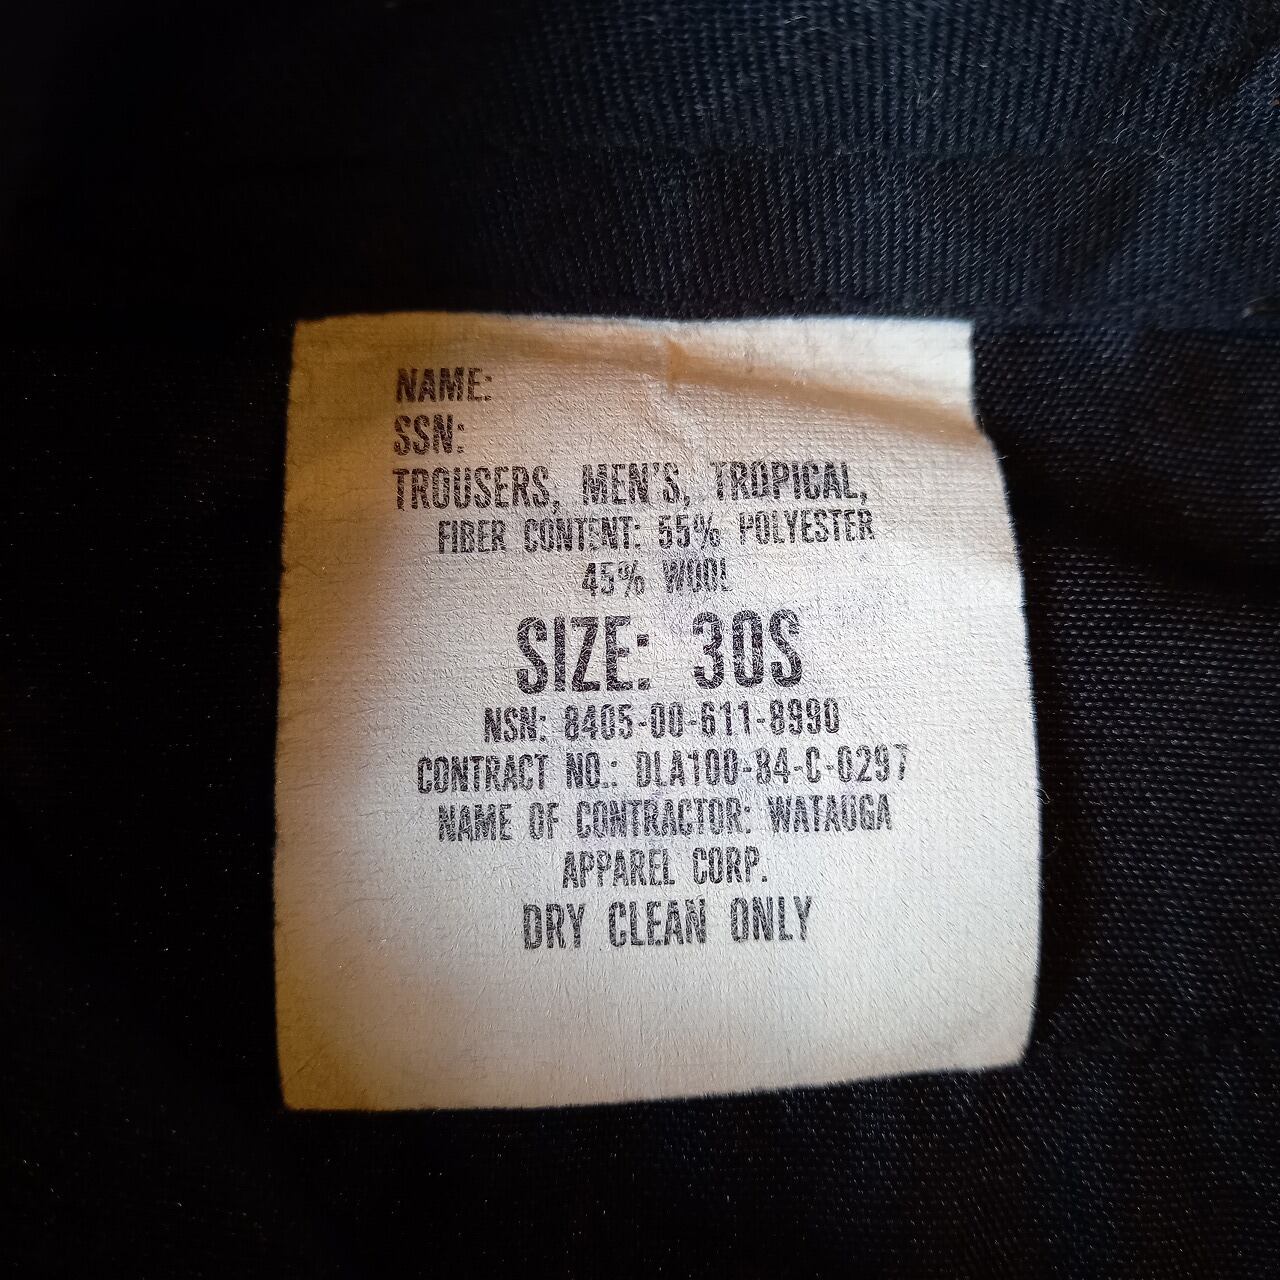 NAME:
SSN:
TROUSERS, MEN'S, TROPICAL,
FIBER CONTENT: 55% POLYESTER
45% WOOL
SIZE: 30S
NSN: 8405-00-611-8990
CONTRACT NO.: DLA100-84-C-0297
NAME OF CONTRACTOR: WATAUGA
APPAREL CORP.
DRY CLEAN ONLY